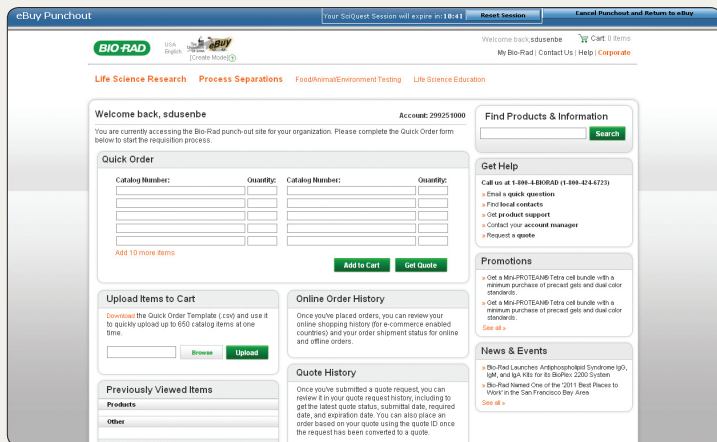 eBuy Punchout
Your SciQuest Session will expire in: 18:41
Reset Session
Cancel Punchout and Return to eBuy
BIO-RAD
USA
English
eBuy
[Create Mode](?)
Welcome back, sdusenbe
Cart: 0 items
My Bio-Rad | Contact Us | Help | Corporate
Life Science Research Process Separations Food/Animal/Environment Testing Life Science Education
Welcome back, sdusenbe
Account: 299251000
You are currently accessing the Bio-Rad punch-out site for your organization. Please complete the Quick Order form
below to start the requisition process.
Quick Order
Catalog Number: Quantity: Catalog Number: Quantity:
Add 10 more items
Add to Cart
Get Quote
Upload Items to Cart
Download the Quick Order Template (.csv) and use it
to quickly upload up to 650 catalog items at one
time.
Browse
Upload
Previously Viewed Items
Products
Other
Online Order History
Once you've placed orders, you can review your
online shopping history (for e-commerce enabled
countries) and your order shipment status for online
and offline orders.
Quote History
Once you've submitted a quote request, you can
review it in your quote request history, including to
get the latest quote status, submittal date, required
date, and expiration date. You can also place an
order based on your quote using the quote ID once
the request has been converted to a quote.
Find Products & Information
Search
Get Help
Call us at 1-800-4-BIORAD (1-800-424-6723)
» Email a quick question
» Find local contacts
» Get product support
» Contact your account manager
» Request a quote
Promotions
» Get a Mini-PROTEAN® Tetra cell bundle with a
minimum purchase of precast gels and dual color
standards.
» Get a Mini-PROTEAN® Tetra cell bundle with a
minimum purchase of precast gels and dual color
standards.
See all »
News & Events
» Bio-Rad Launches Antiphospholipid Syndrome IgG,
IgM, and IgA Kits for its BioPlex 2200 System
» Bio-Rad Named One of the '2011 Best Places to
Work' in the San Francisco Bay Area
See all »